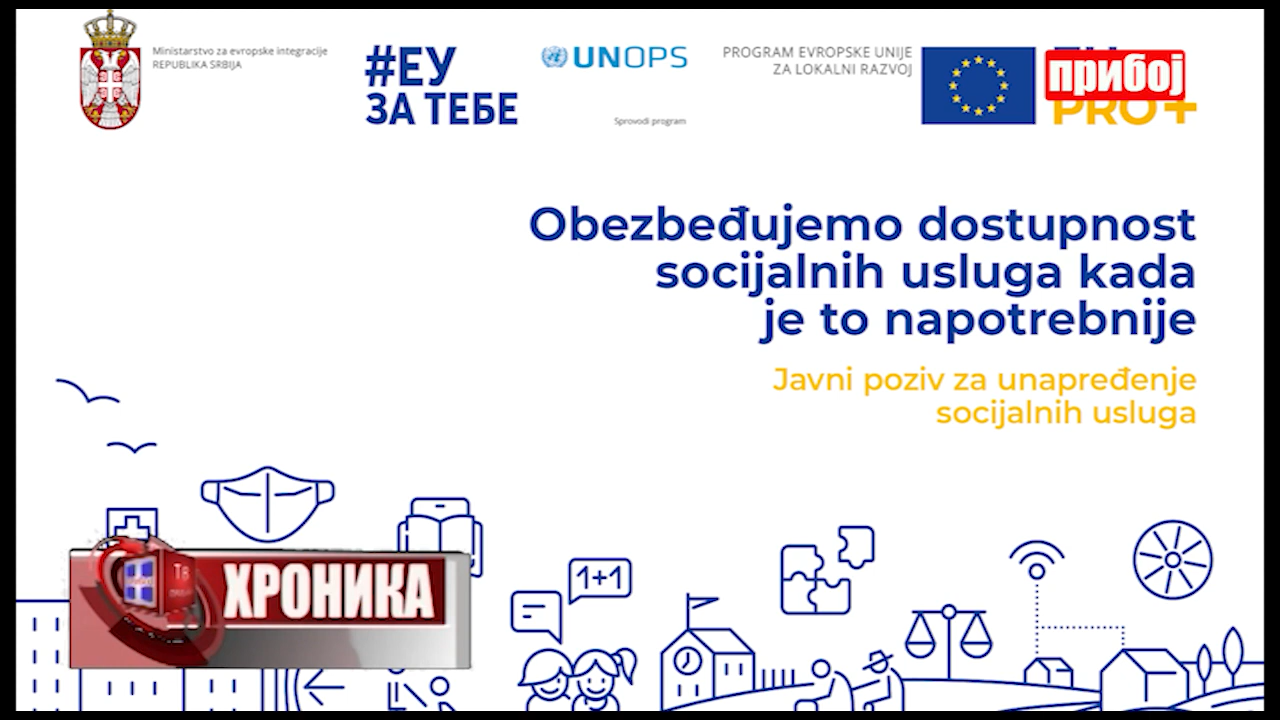 Ministarstvo za evropske integracije
REPUBLIKA SRBIJA
#ЕУ
ЗА ТЕБЕ
UNOPS
Sprovodi program
PROGRAM EVROPSKE UNIJE
ZA LOKALNI RAZVOJ
прибој
PRO+
Obezbeđujemo dostupnost
socijalnih usluga kada
je to napotrebnije
Javni poziv za unapređenje
socijalnih usluga
1+1
ТВ
ХРОНИКА